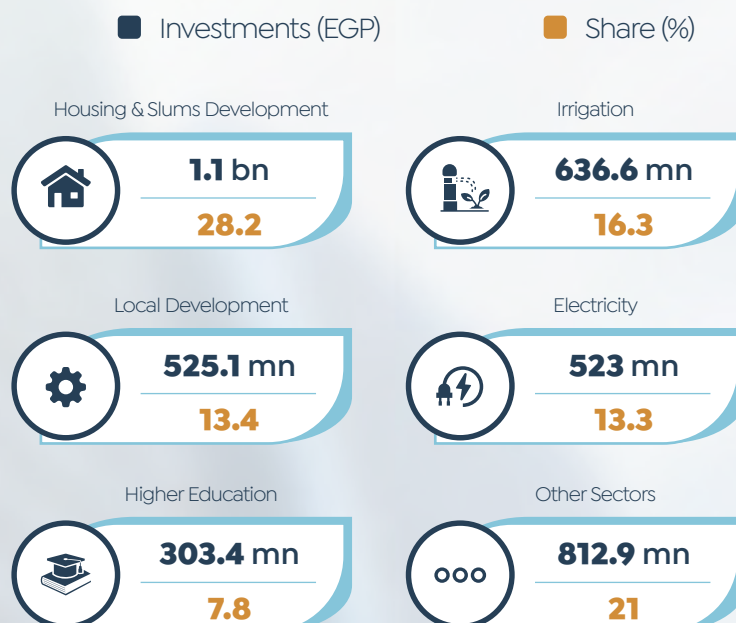 Investments (EGP)
Share (%)
Housing & Slums Development
1.1 bn
28.2
Irrigation
636.6 mn
16.3
Local Development
525.1 mn
13.4
Electricity
523 mn
13.3
Higher Education
303.4 mn
7.8
Other Sectors
812.9 mn
21